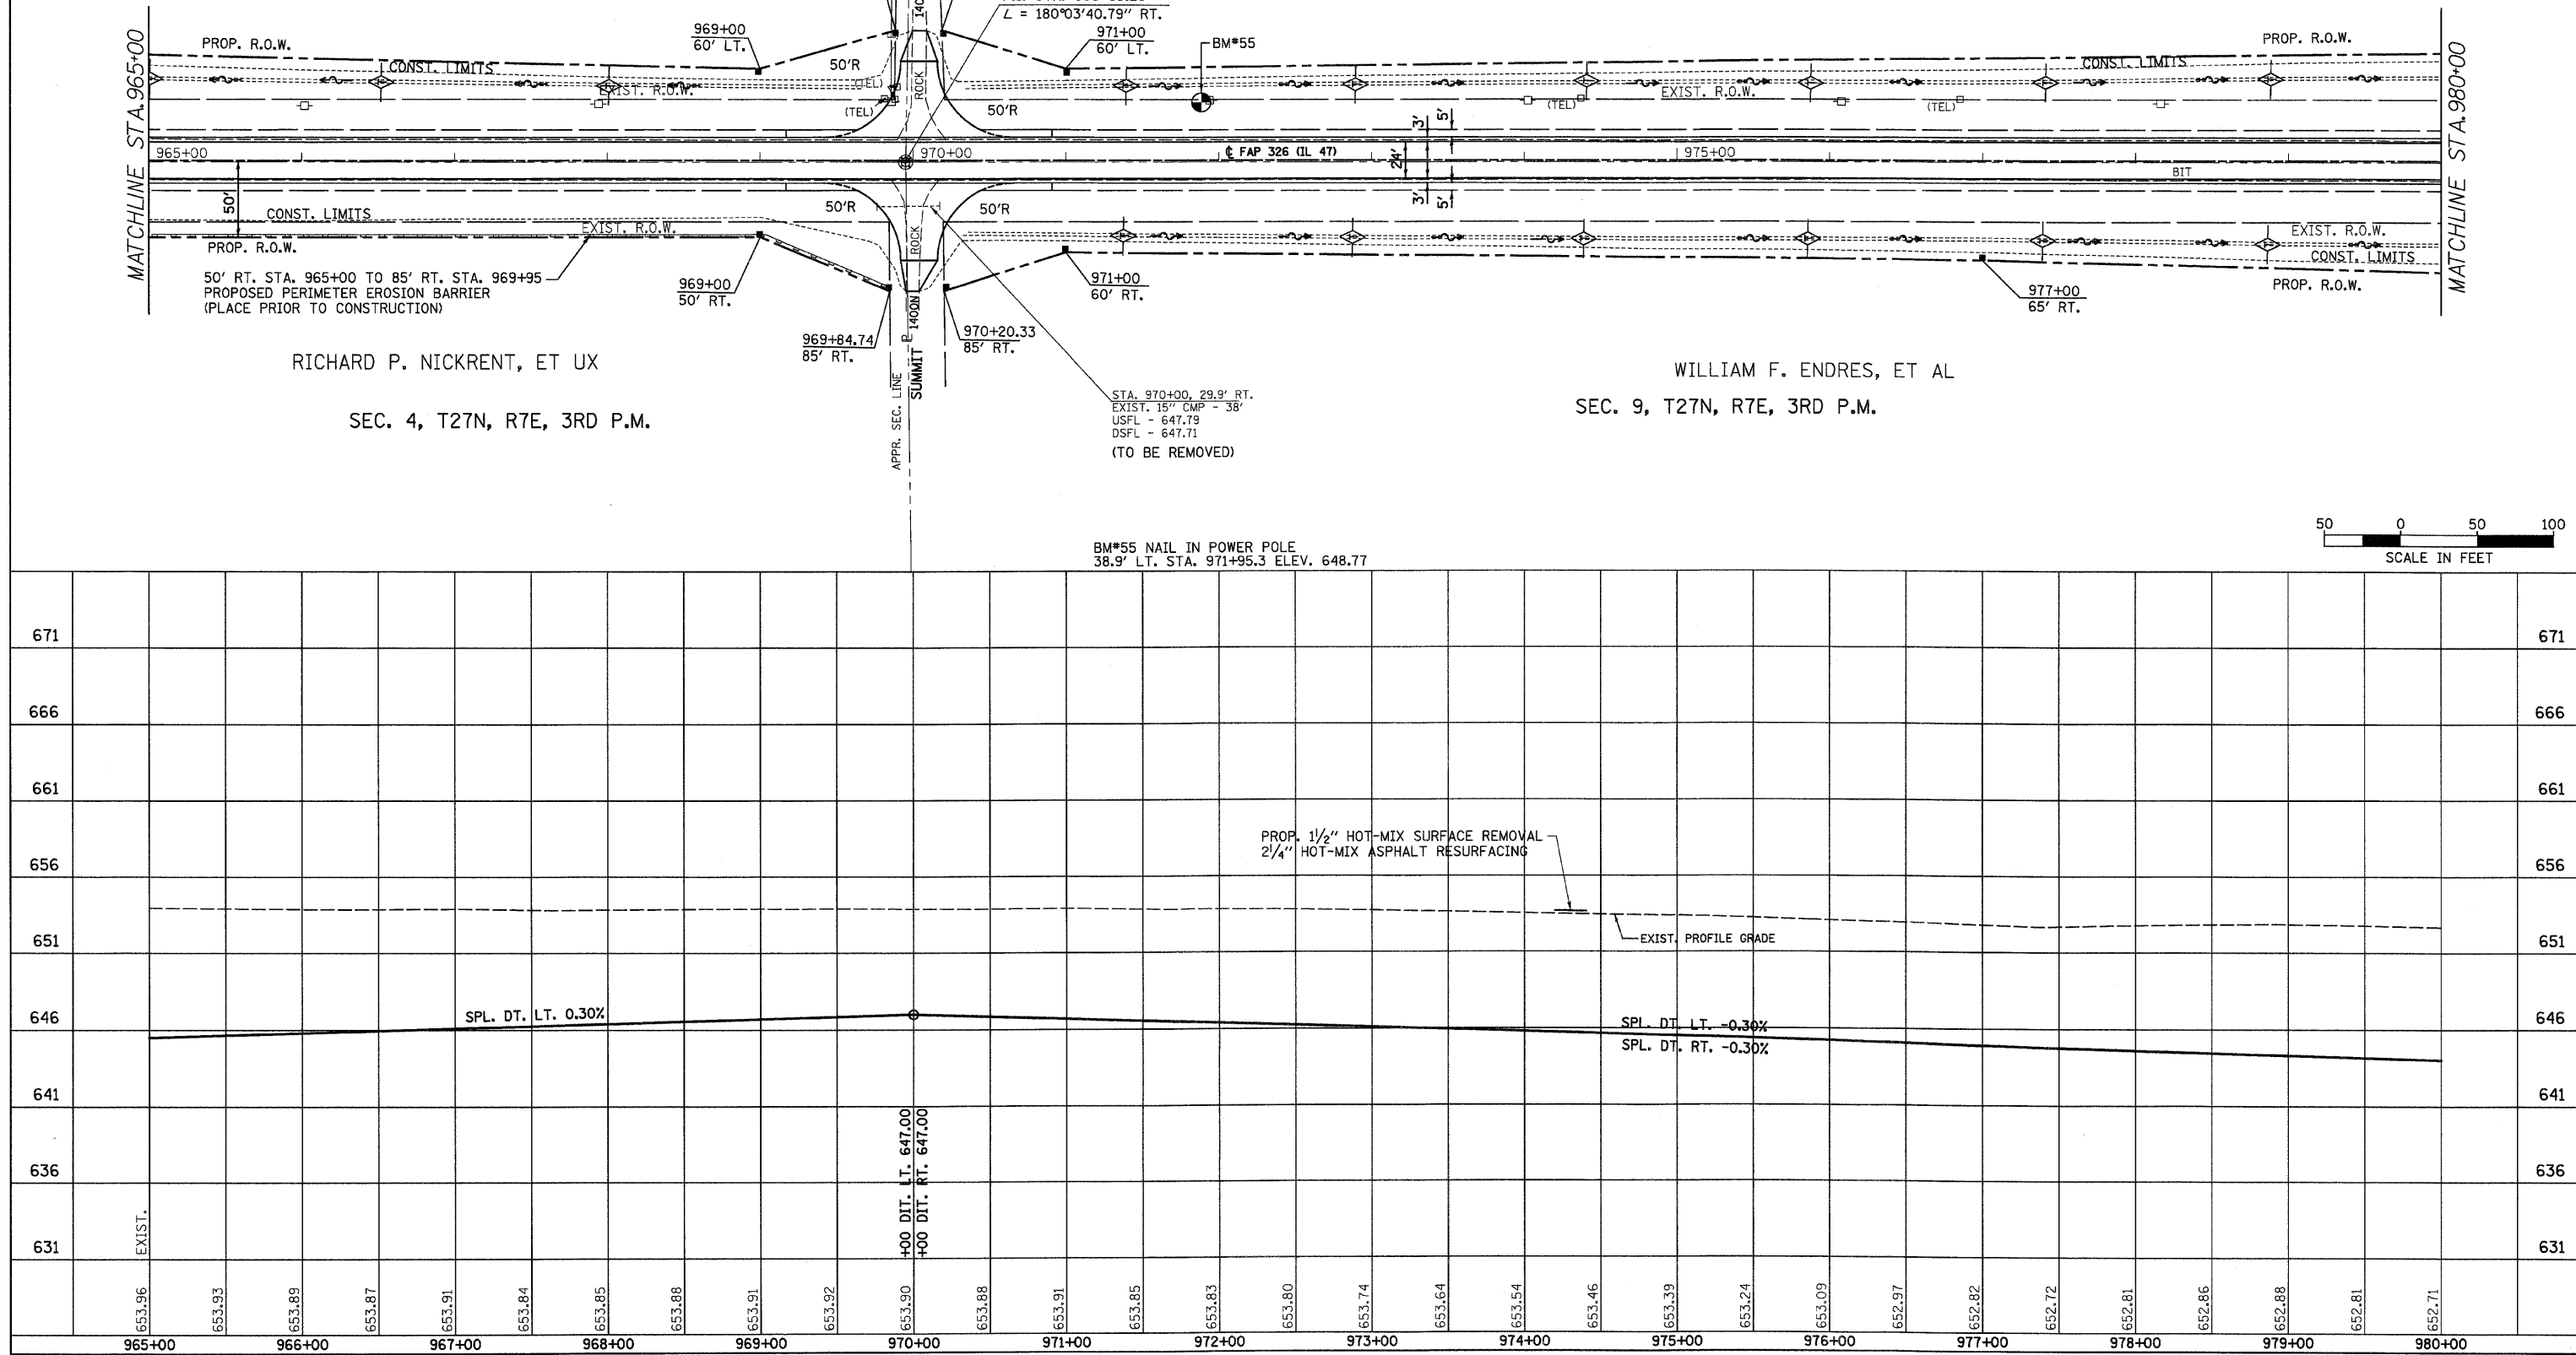 ∠ = 180°03'40.79" RT.
MATCHLINE STA.965+00
PROP. R.O.W.
969+00
60' LT.
971+00
60' LT.
BM#55
PROP. R.O.W.
MATCHLINE STA.980+00
CONST. LIMITS
50'R
ROCK
CONST. LIMITS
EXIST. R.O.W.
(TEL)
(TEL)
50'R
(TEL)
EXIST. R.O.W.
(TEL)
3'
5'
965+00
970+00
℄ FAP 326 (IL 47)
24'
975+00
BIT
50'
3'
5'
CONST. LIMITS
50'R
50'R
EXIST. R.O.W.
ROCK
EXIST. R.O.W.
PROP. R.O.W.
CONST. LIMITS
50' RT. STA. 965+00 TO 85' RT. STA. 969+95
PROPOSED PERIMETER EROSION BARRIER
(PLACE PRIOR TO CONSTRUCTION)
969+00
50' RT.
971+00
60' RT.
977+00
65' RT.
PROP. R.O.W.
969+84.74
85' RT.
1400N
SUMMIT
970+20.33
85' RT.
RICHARD P. NICKRENT, ET UX
SEC. 4, T27N, R7E, 3RD P.M.
APPR. SEC. LINE
STA. 970+00, 29.9' RT.
EXIST. 15" CMP - 38'
USFL - 647.79
DSFL - 647.71
(TO BE REMOVED)
WILLIAM F. ENDRES, ET AL
SEC. 9, T27N, R7E, 3RD P.M.
50 0 50 100
SCALE IN FEET
BM#55 NAIL IN POWER POLE
38.9' LT. STA. 971+95.3 ELEV. 648.77
671 671
666 666
661 661
PROP. 1 1/2" HOT-MIX SURFACE REMOVAL
2 1/4" HOT-MIX ASPHALT RESURFACING
656 656
EXIST. PROFILE GRADE
651 651
SPL. DT. LT. 0.30%
SPL. DT. LT. -0.30%
646 646
SPL. DT. RT. -0.30%
641 641
+00 DIT. LT. 647.00
+00 DIT. RT. 647.00
636 636
EXIST.
631 631
653.96 653.93 653.89 653.87 653.91 653.84 653.85 653.88 653.91 653.92 653.90 653.88 653.91 653.85 653.83 653.80 653.74 653.64 653.54 653.46 653.39 653.24 653.09 652.97 652.82 652.72 652.81 652.86 652.88 652.81 652.71
965+00 966+00 967+00 968+00 969+00 970+00 971+00 972+00 973+00 974+00 975+00 976+00 977+00 978+00 979+00 980+00